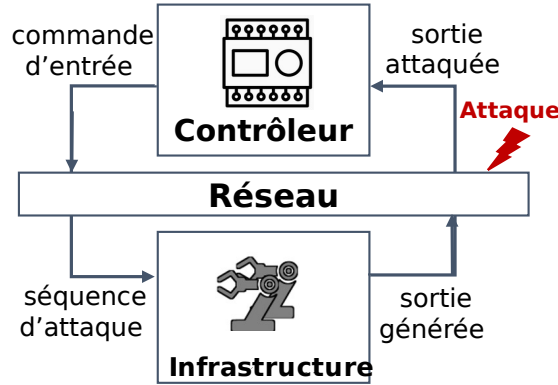 commande
d’entrée
Contrôleur
sortie
attaquée
Attaque
Réseau
séquence
d’attaque
Infrastructure
sortie
générée